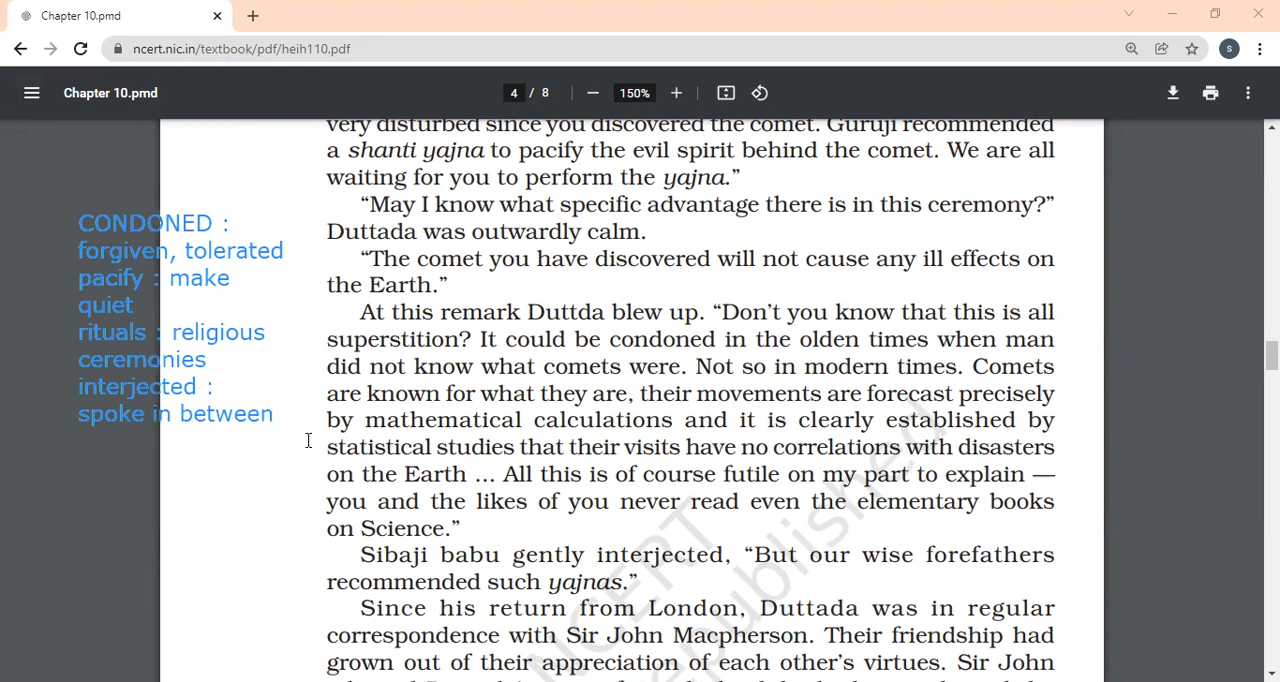 Chapter 10.pmd
ncert.nic.in/textbook/pdf/heih110.pdf
S
Chapter 10.pmd
4 / 8
150%
very disturbed since you discovered the comet. Guruji recommended
a shanti yajna to pacify the evil spirit behind the comet. We are all
waiting for you to perform the yajna.”
“May I know what specific advantage there is in this ceremony?”
Duttada was outwardly calm.
“The comet you have discovered will not cause any ill effects on
the Earth.”
At this remark Duttda blew up. “Don’t you know that this is all
superstition? It could be condoned in the olden times when man
did not know what comets were. Not so in modern times. Comets
are known for what they are, their movements are forecast precisely
by mathematical calculations and it is clearly established by
statistical studies that their visits have no correlations with disasters
on the Earth ... All this is of course futile on my part to explain —
you and the likes of you never read even the elementary books
on Science.”
Sibaji babu gently interjected, “But our wise forefathers
recommended such yajnas.”
Since his return from London, Duttada was in regular
correspondence with Sir John Macpherson. Their friendship had
grown out of their appreciation of each other’s virtues. Sir John
CONDONED :
forgiven, tolerated
pacify : make
quiet
rituals : religious
ceremonies
interjected :
spoke in between
NCERT
republished